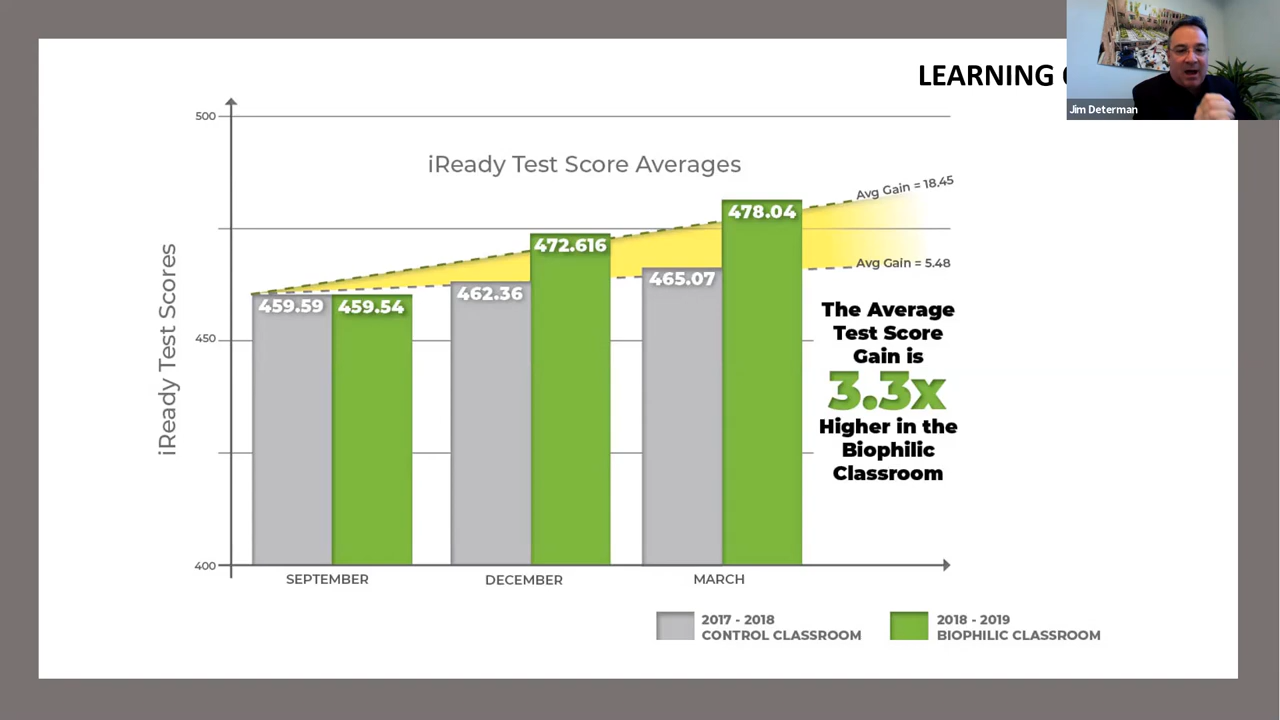 LEARNING
Jim Determan
iReady Test Score Averages
iReady Test Scores
500
450
400
Avg Gain = 18.45
Avg Gain = 5.48
459.59
459.54
462.36
472.616
465.07
478.04
The Average
Test Score
Gain is
3.3x
Higher in the
Biophilic
Classroom
SEPTEMBER
DECEMBER
MARCH
2017 - 2018
CONTROL CLASSROOM
2018 - 2019
BIOPHILIC CLASSROOM